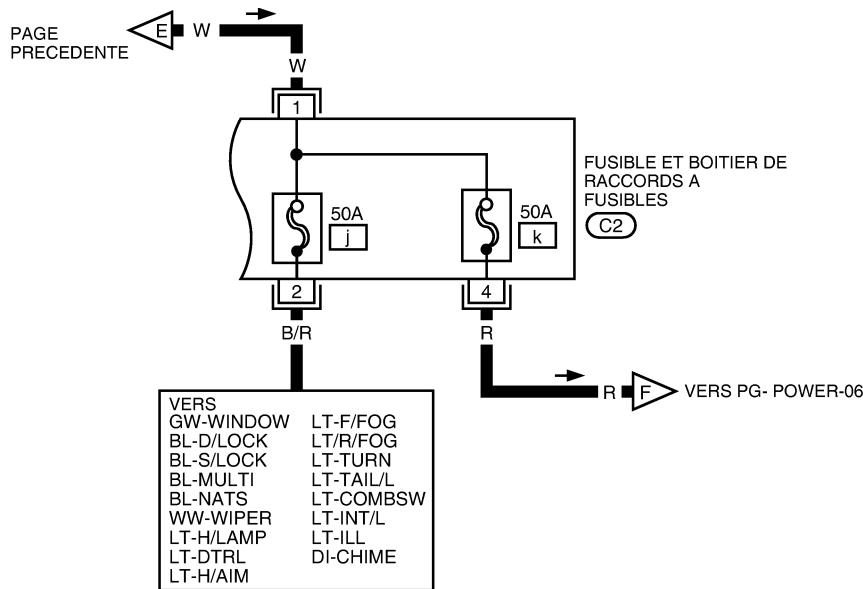 PAGE
PRECEDENTE
E
W
W
1
FUSIBLE ET BOITIER DE
RACCORDS A
FUSIBLES
C2
50A
j
50A
k
2
4
B/R
R
R
F
VERS PG- POWER-06
VERS
GW-WINDOW
BL-D/LOCK
BL-S/LOCK
BL-MULTI
BL-NATS
WW-WIPER
LT-H/LAMP
LT-DTRL
LT-H/AIM
LT-F/FOG
LT/R/FOG
LT-TURN
LT-TAIL/L
LT-COMBSW
LT-INT/L
LT-ILL
DI-CHIME